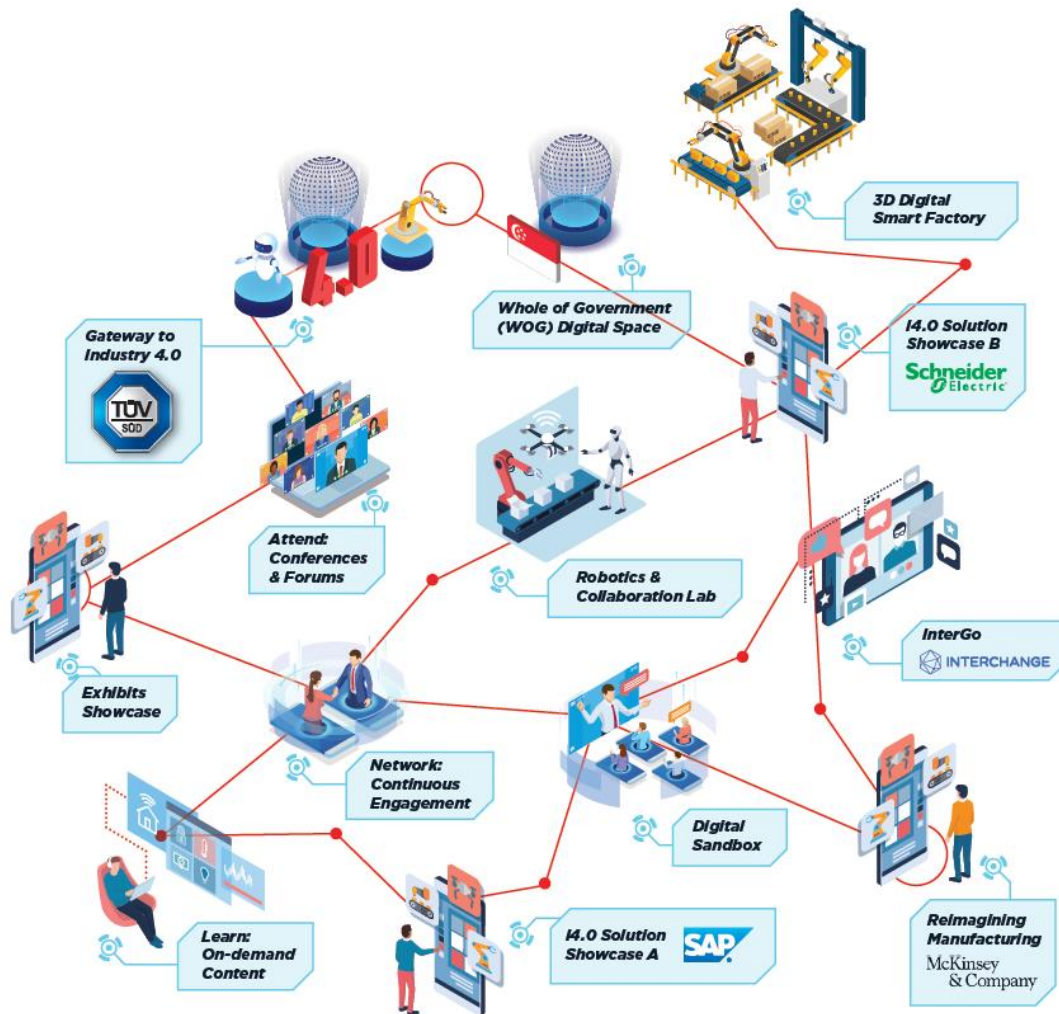 3D Digital
Smart Factory
4.0
Whole of Government
(WOG) Digital Space
Gateway to
Industry 4.0
TÜV
SÜD
I4.0 Solution
Showcase B
Schneider
Electric
Attend:
Conferences
& Forums
Robotics &
Collaboration Lab
InterGo
INTERCHANGE
Exhibits
Showcase
Network:
Continuous
Engagement
Digital
Sandbox
Learn:
On-demand
Content
I4.0 Solution
Showcase A
SAP
Reimagining
Manufacturing
McKinsey
& Company